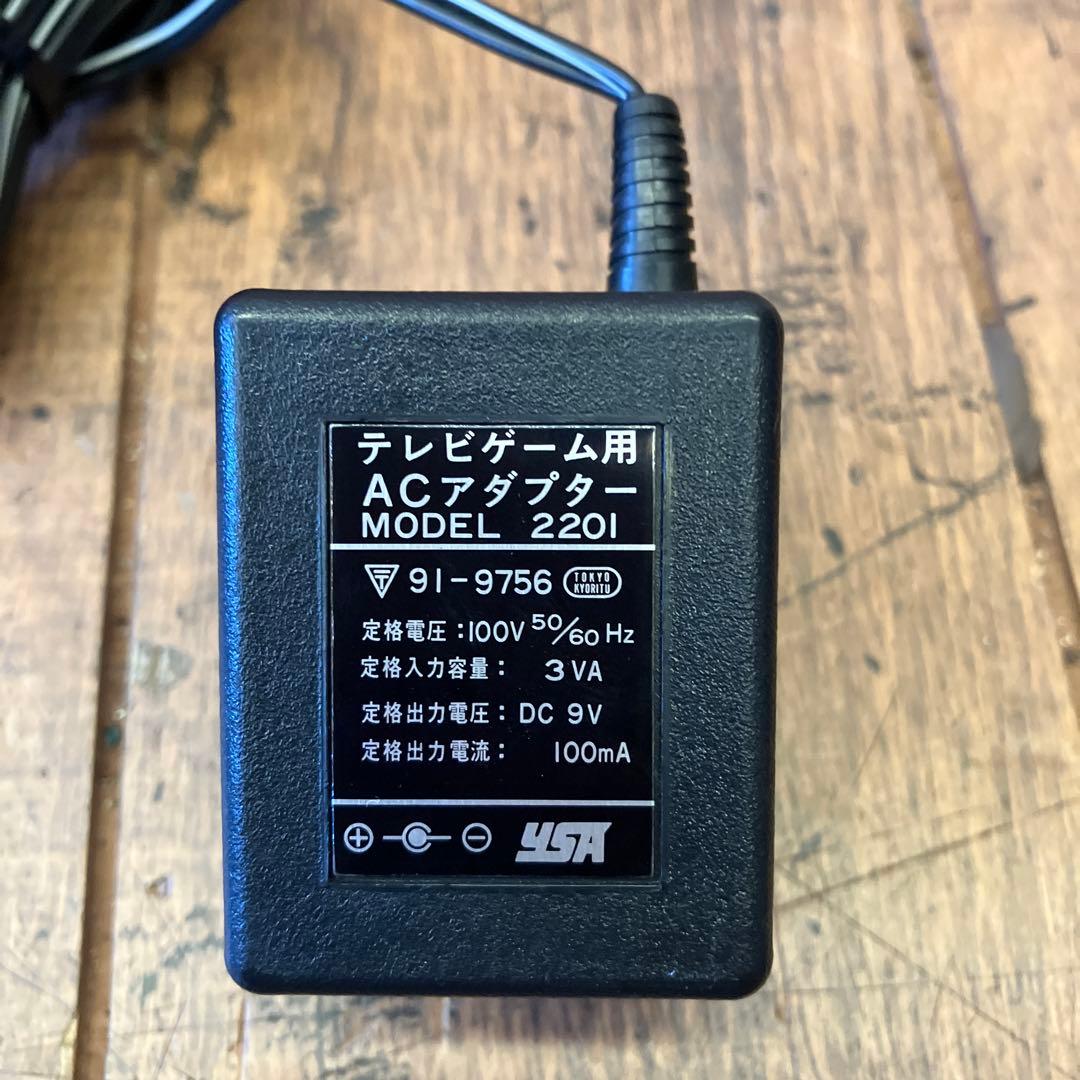 テレビゲーム用
ACアダプター
MODEL 2201
〒 91-9756 TOKYO KYORITU
定格電圧：100V 50/60 Hz
定格入力容量： 3VA
定格出力電圧：DC 9V
定格出力電流： 100mA
⊕ ⊖ YSA